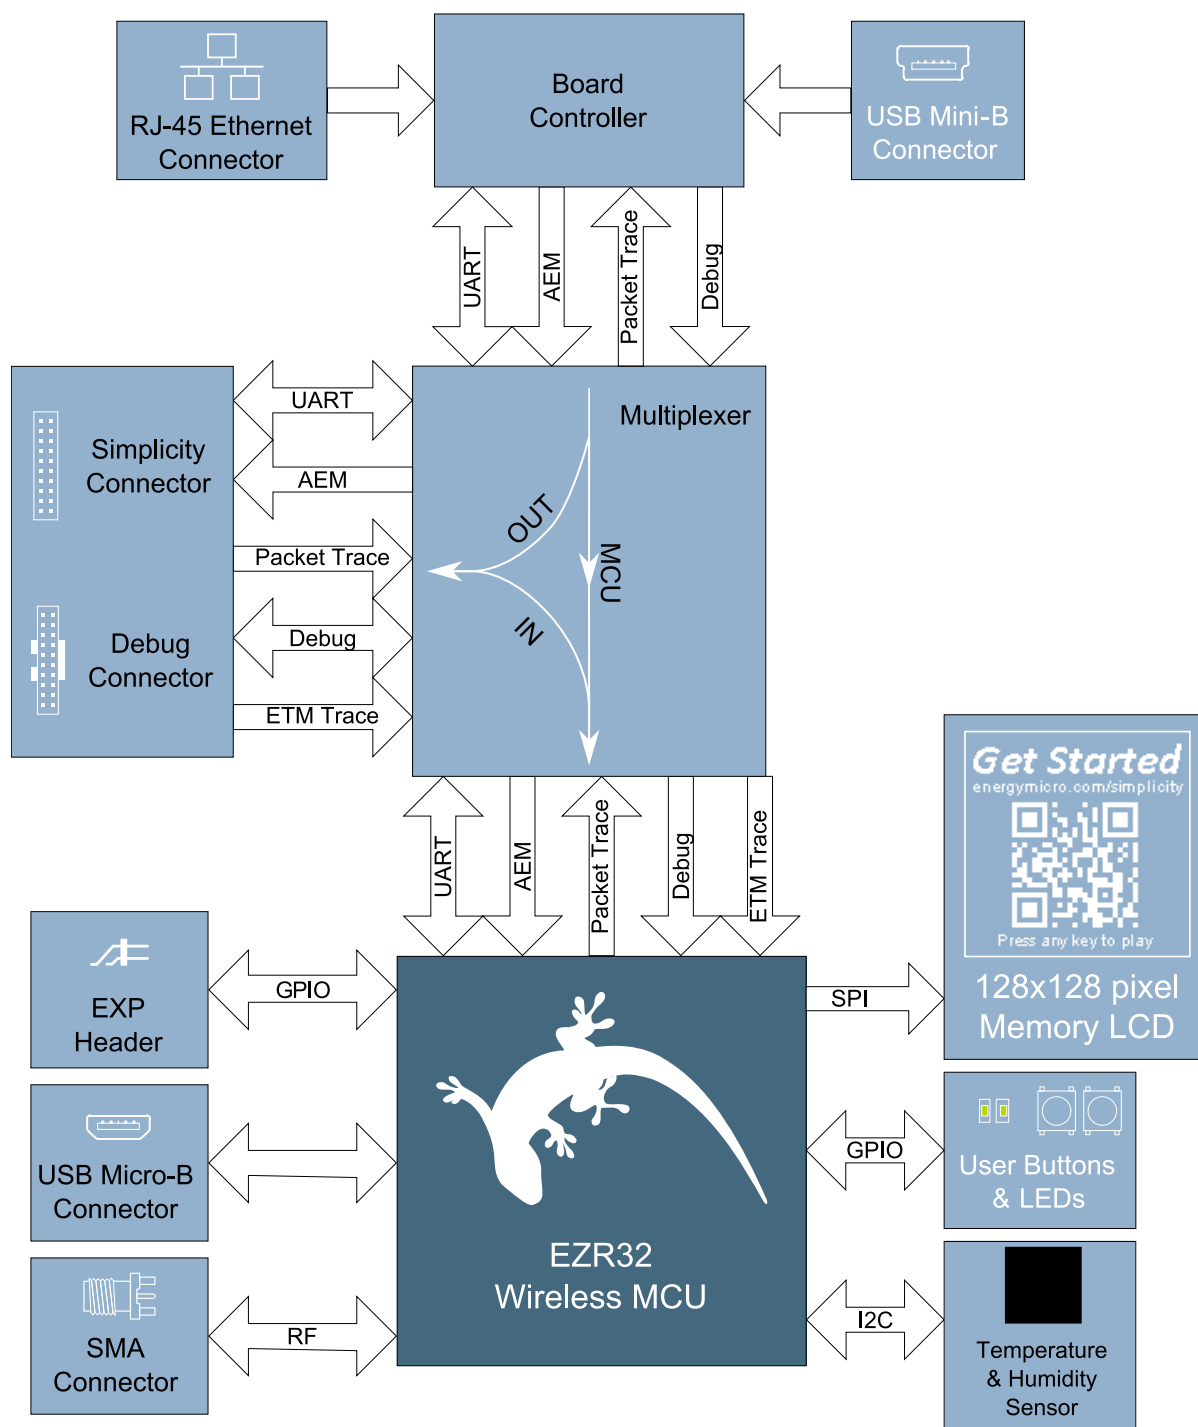 RJ-45 Ethernet
Connector
Board
Controller
USB Mini-B
Connector
UART
AEM
Packet Trace
Debug
Simplicity
Connector
Debug
Connector
UART
AEM
Packet Trace
Debug
ETM Trace
Multiplexer
OUT
MCU
IN
UART
AEM
Packet Trace
Debug
ETM Trace
Get Started
energymicro.com/simplicity
Press any key to play
128x128 pixel
Memory LCD
EXP
Header
GPIO
SPI
USB Micro-B
Connector
GPIO
User Buttons
& LEDs
EZR32
Wireless MCU
SMA
Connector
RF
I2C
Temperature
& Humidity
Sensor